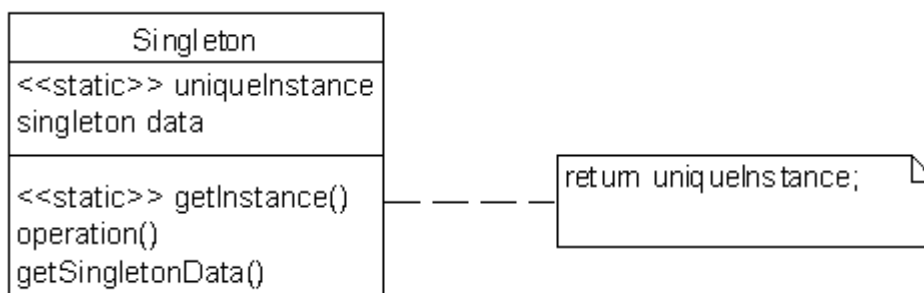 Singleton
<<static>> uniqueInstance
singleton data
<<static>> getInstance()
operation()
getSingletonData()
return uniqueInstance;